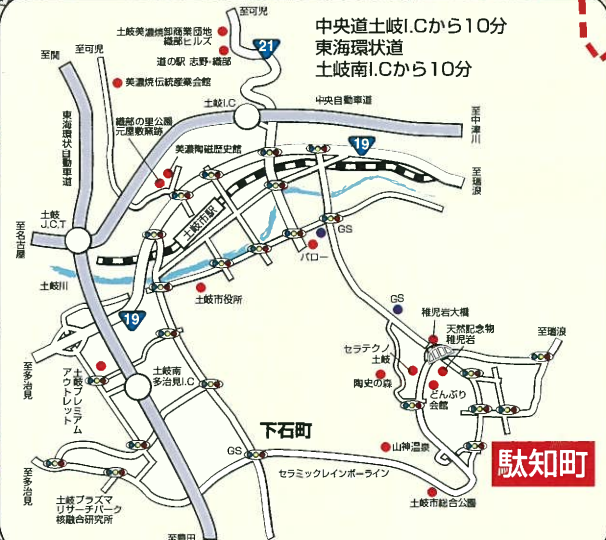 至可児
中央道土岐I.Cから10分
東海環状道
土岐南I.Cから10分
土岐美濃焼卸商業団地
織部ヒルズ
道の駅 志野・織部
21
至関
至可児
美濃焼伝統産業会館
土岐I.C
中央自動車道
至中津川
東海環状自動車道
織部の里公園
元屋敷窯跡
美濃陶磁歴史館
19
至瑞浪
土岐市駅
土岐
J.C.T
至名古屋
GS
バロー
土岐川
土岐市役所
19
GS
稚児岩大橋
天然記念物
稚児岩
至瑞浪
セラテクノ
土岐
陶史の森
どんぶり
会館
至多治見
土岐プレミアム
アウトレット
土岐南
多治見I.C
下石町
GS
山神温泉
駄知町
セラミックレインボーライン
至多治見
土岐プラズマ
リサーチパーク
核融合研究所
土岐市総合公園
至豊田